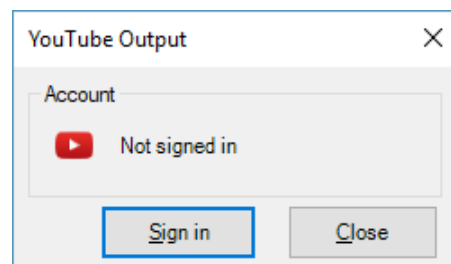 YouTube Output
Account
Not signed in
Sign in
Close